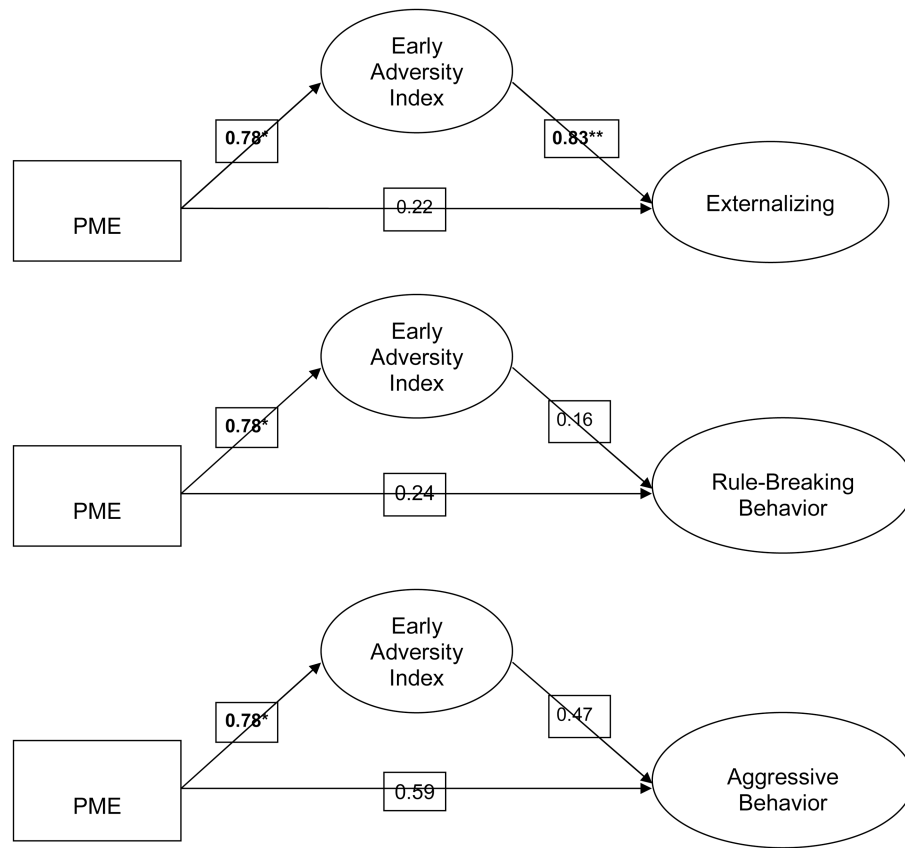 Early
Adversity
Index
0.78*
0.83**
PME
0.22
Externalizing
Early
Adversity
Index
0.78*
0.16
PME
0.24
Rule-Breaking
Behavior
Early
Adversity
Index
0.78*
0.47
PME
0.59
Aggressive
Behavior